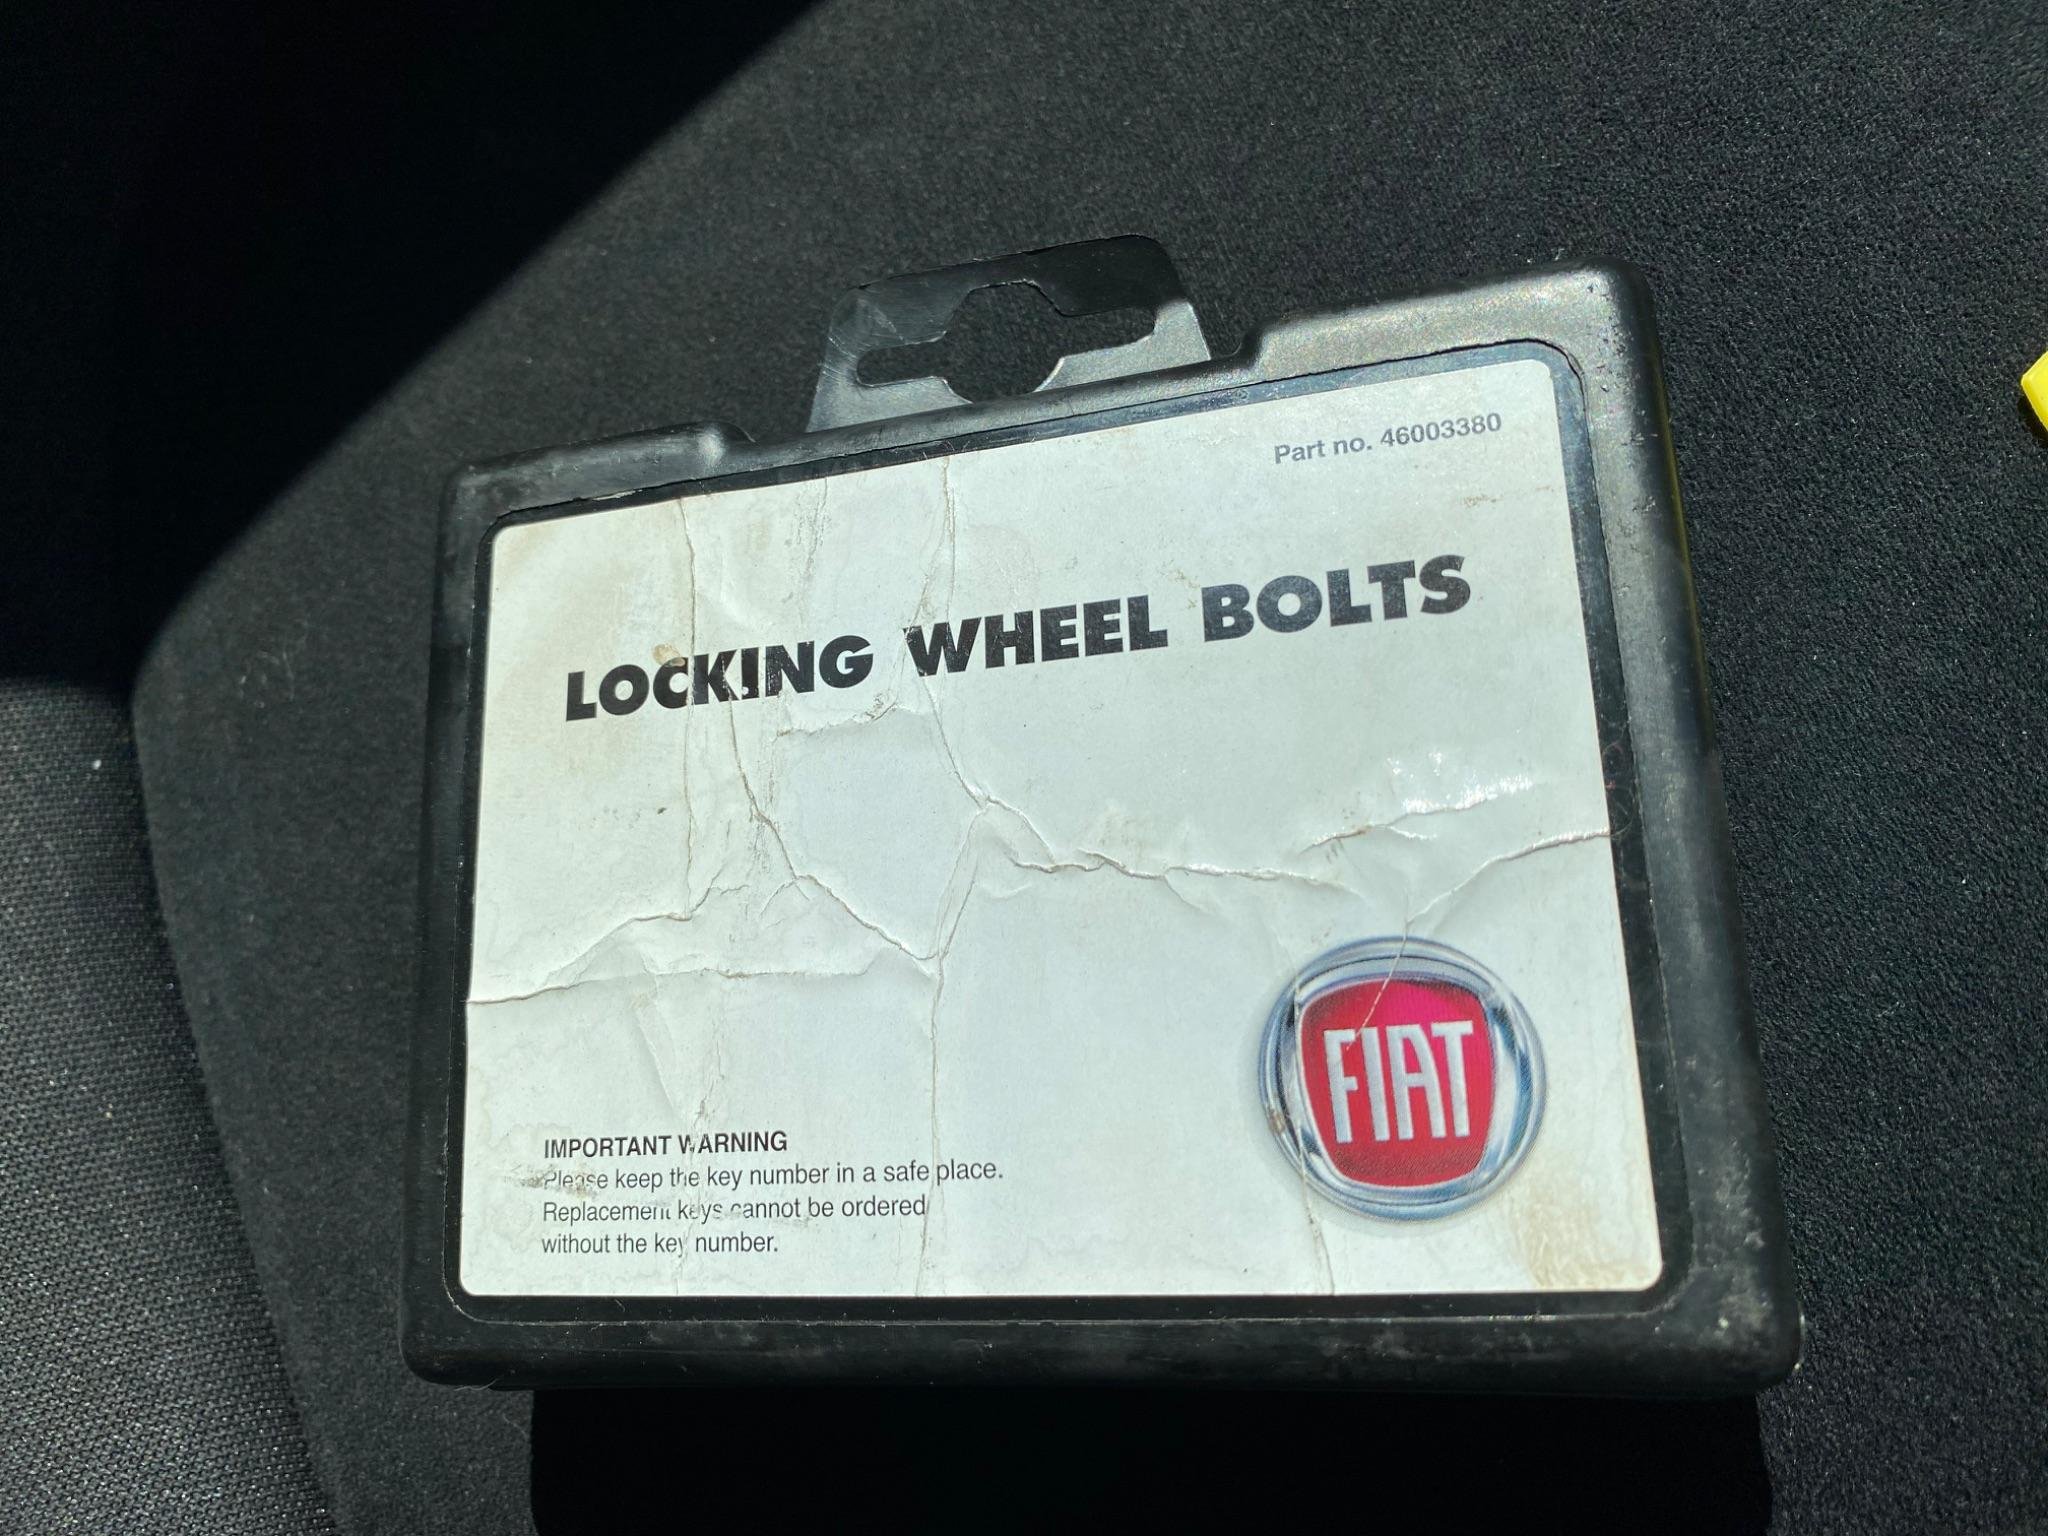 Part no. 46003380
LOCKING WHEEL BOLTS
FIAT
IMPORTANT WARNING
Please keep the key number in a safe place.
Replacement keys cannot be ordered
without the key number.